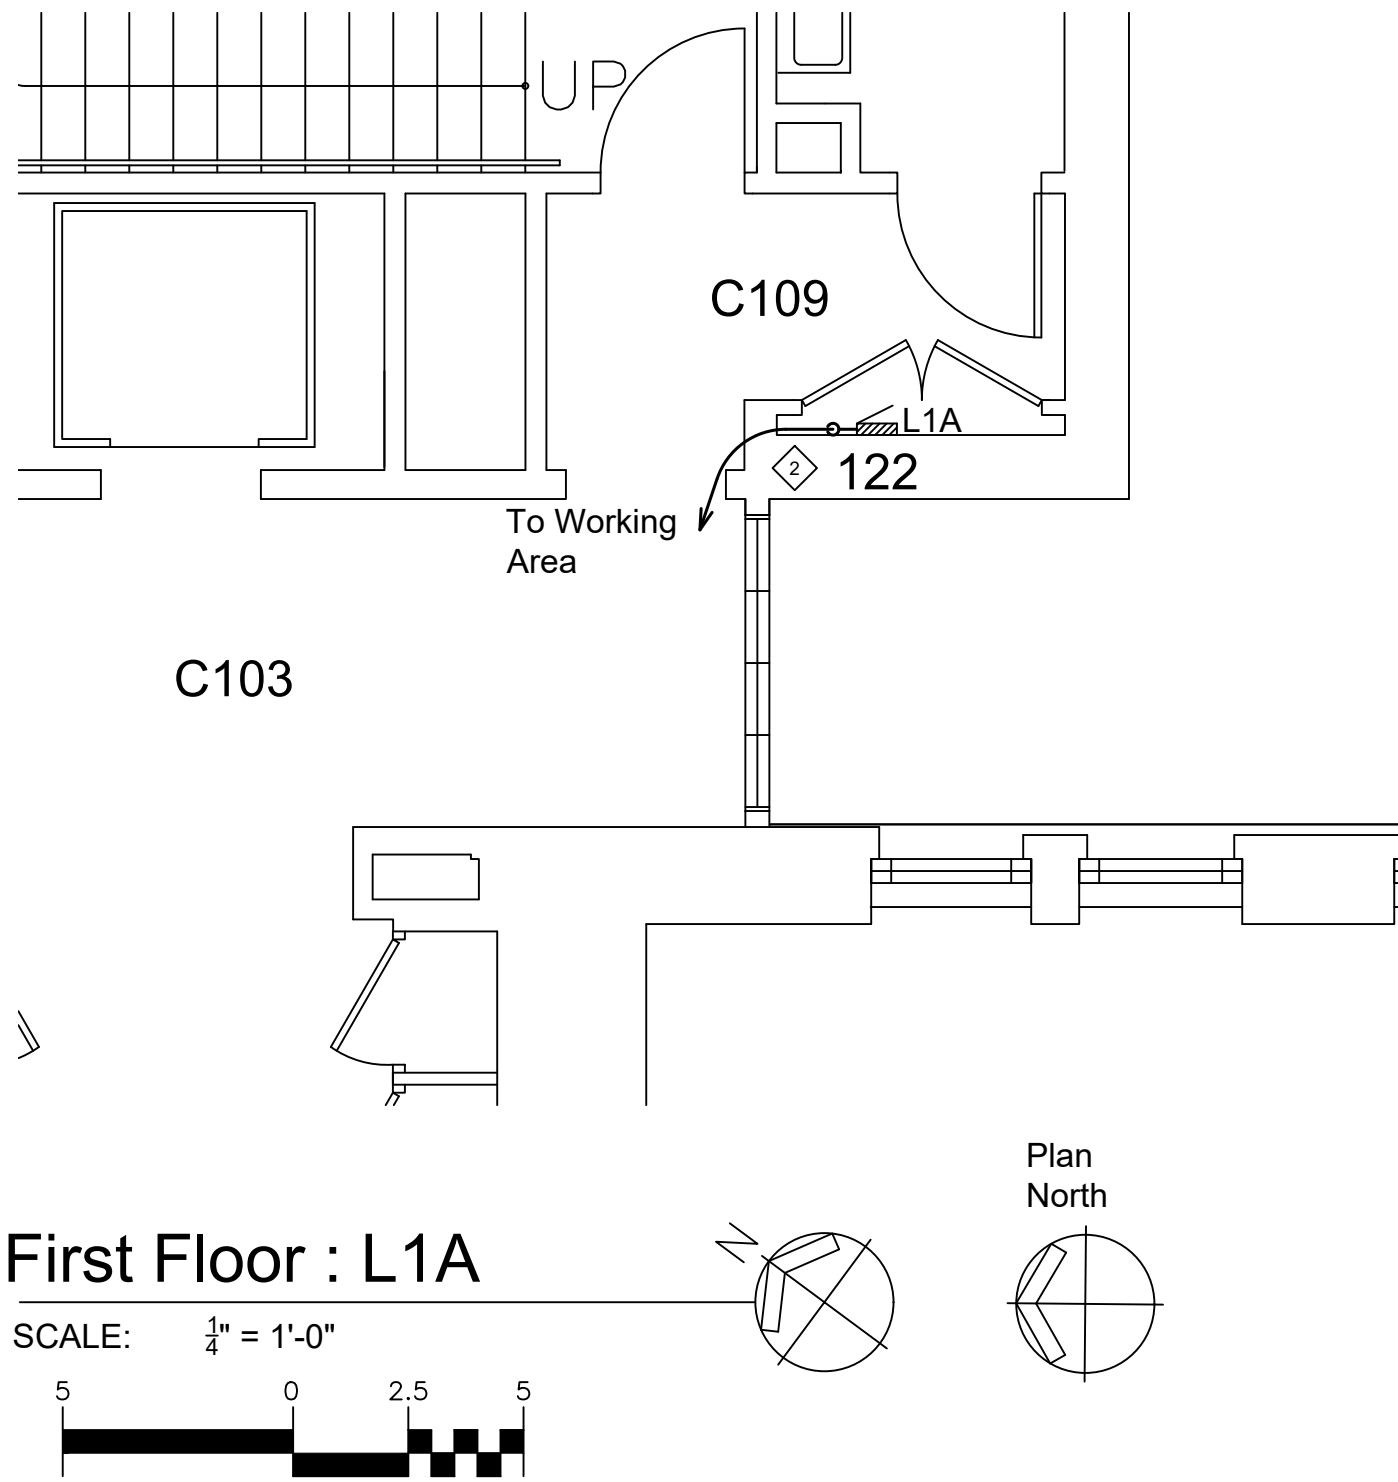 UP
C109
L1A
2
122
To Working
Area
C103
Plan
North
N
First Floor : L1A
SCALE: 1/4" = 1'-0"
5 0 2.5 5